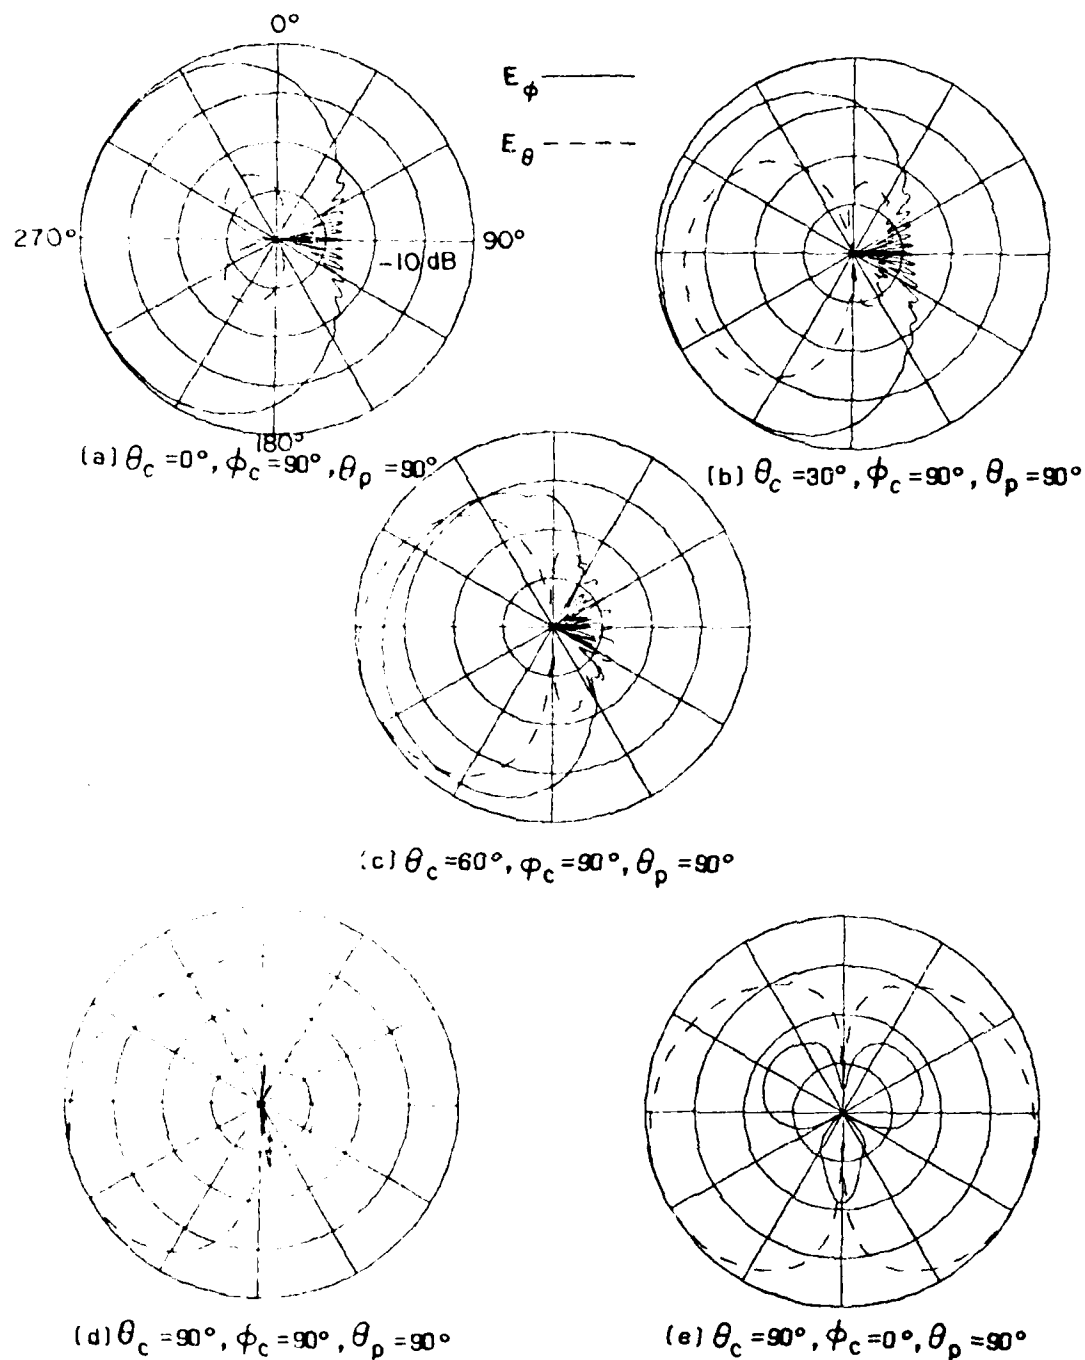 0°
E_ϕ
E_θ
270°
90°
−10 dB
180°
(a) θ_c =0°, ϕ_c =90°, θ_p =90°
(b) θ_c =30°, ϕ_c =90°, θ_p =90°
(c) θ_c =60°, φ_c =90°, θ_p =90°
(d) θ_c =90°, ϕ_c =90°, θ_p =90°
(e) θ_c =90°, ϕ_c =0°, θ_p =90°